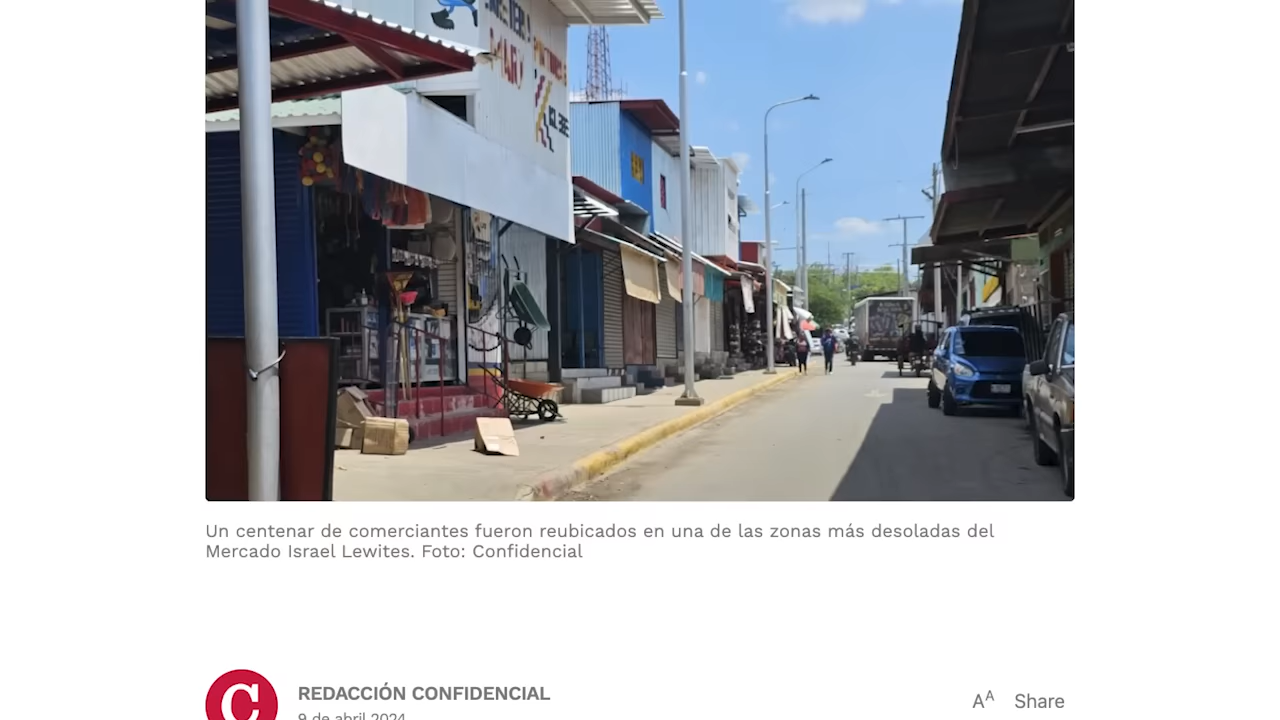 Un centenar de comerciantes fueron reubicados en una de las zonas más desoladas del
Mercado Israel Lewites. Foto: Confidencial
C
REDACCIÓN CONFIDENCIAL
9 de abril 2024
AA Share